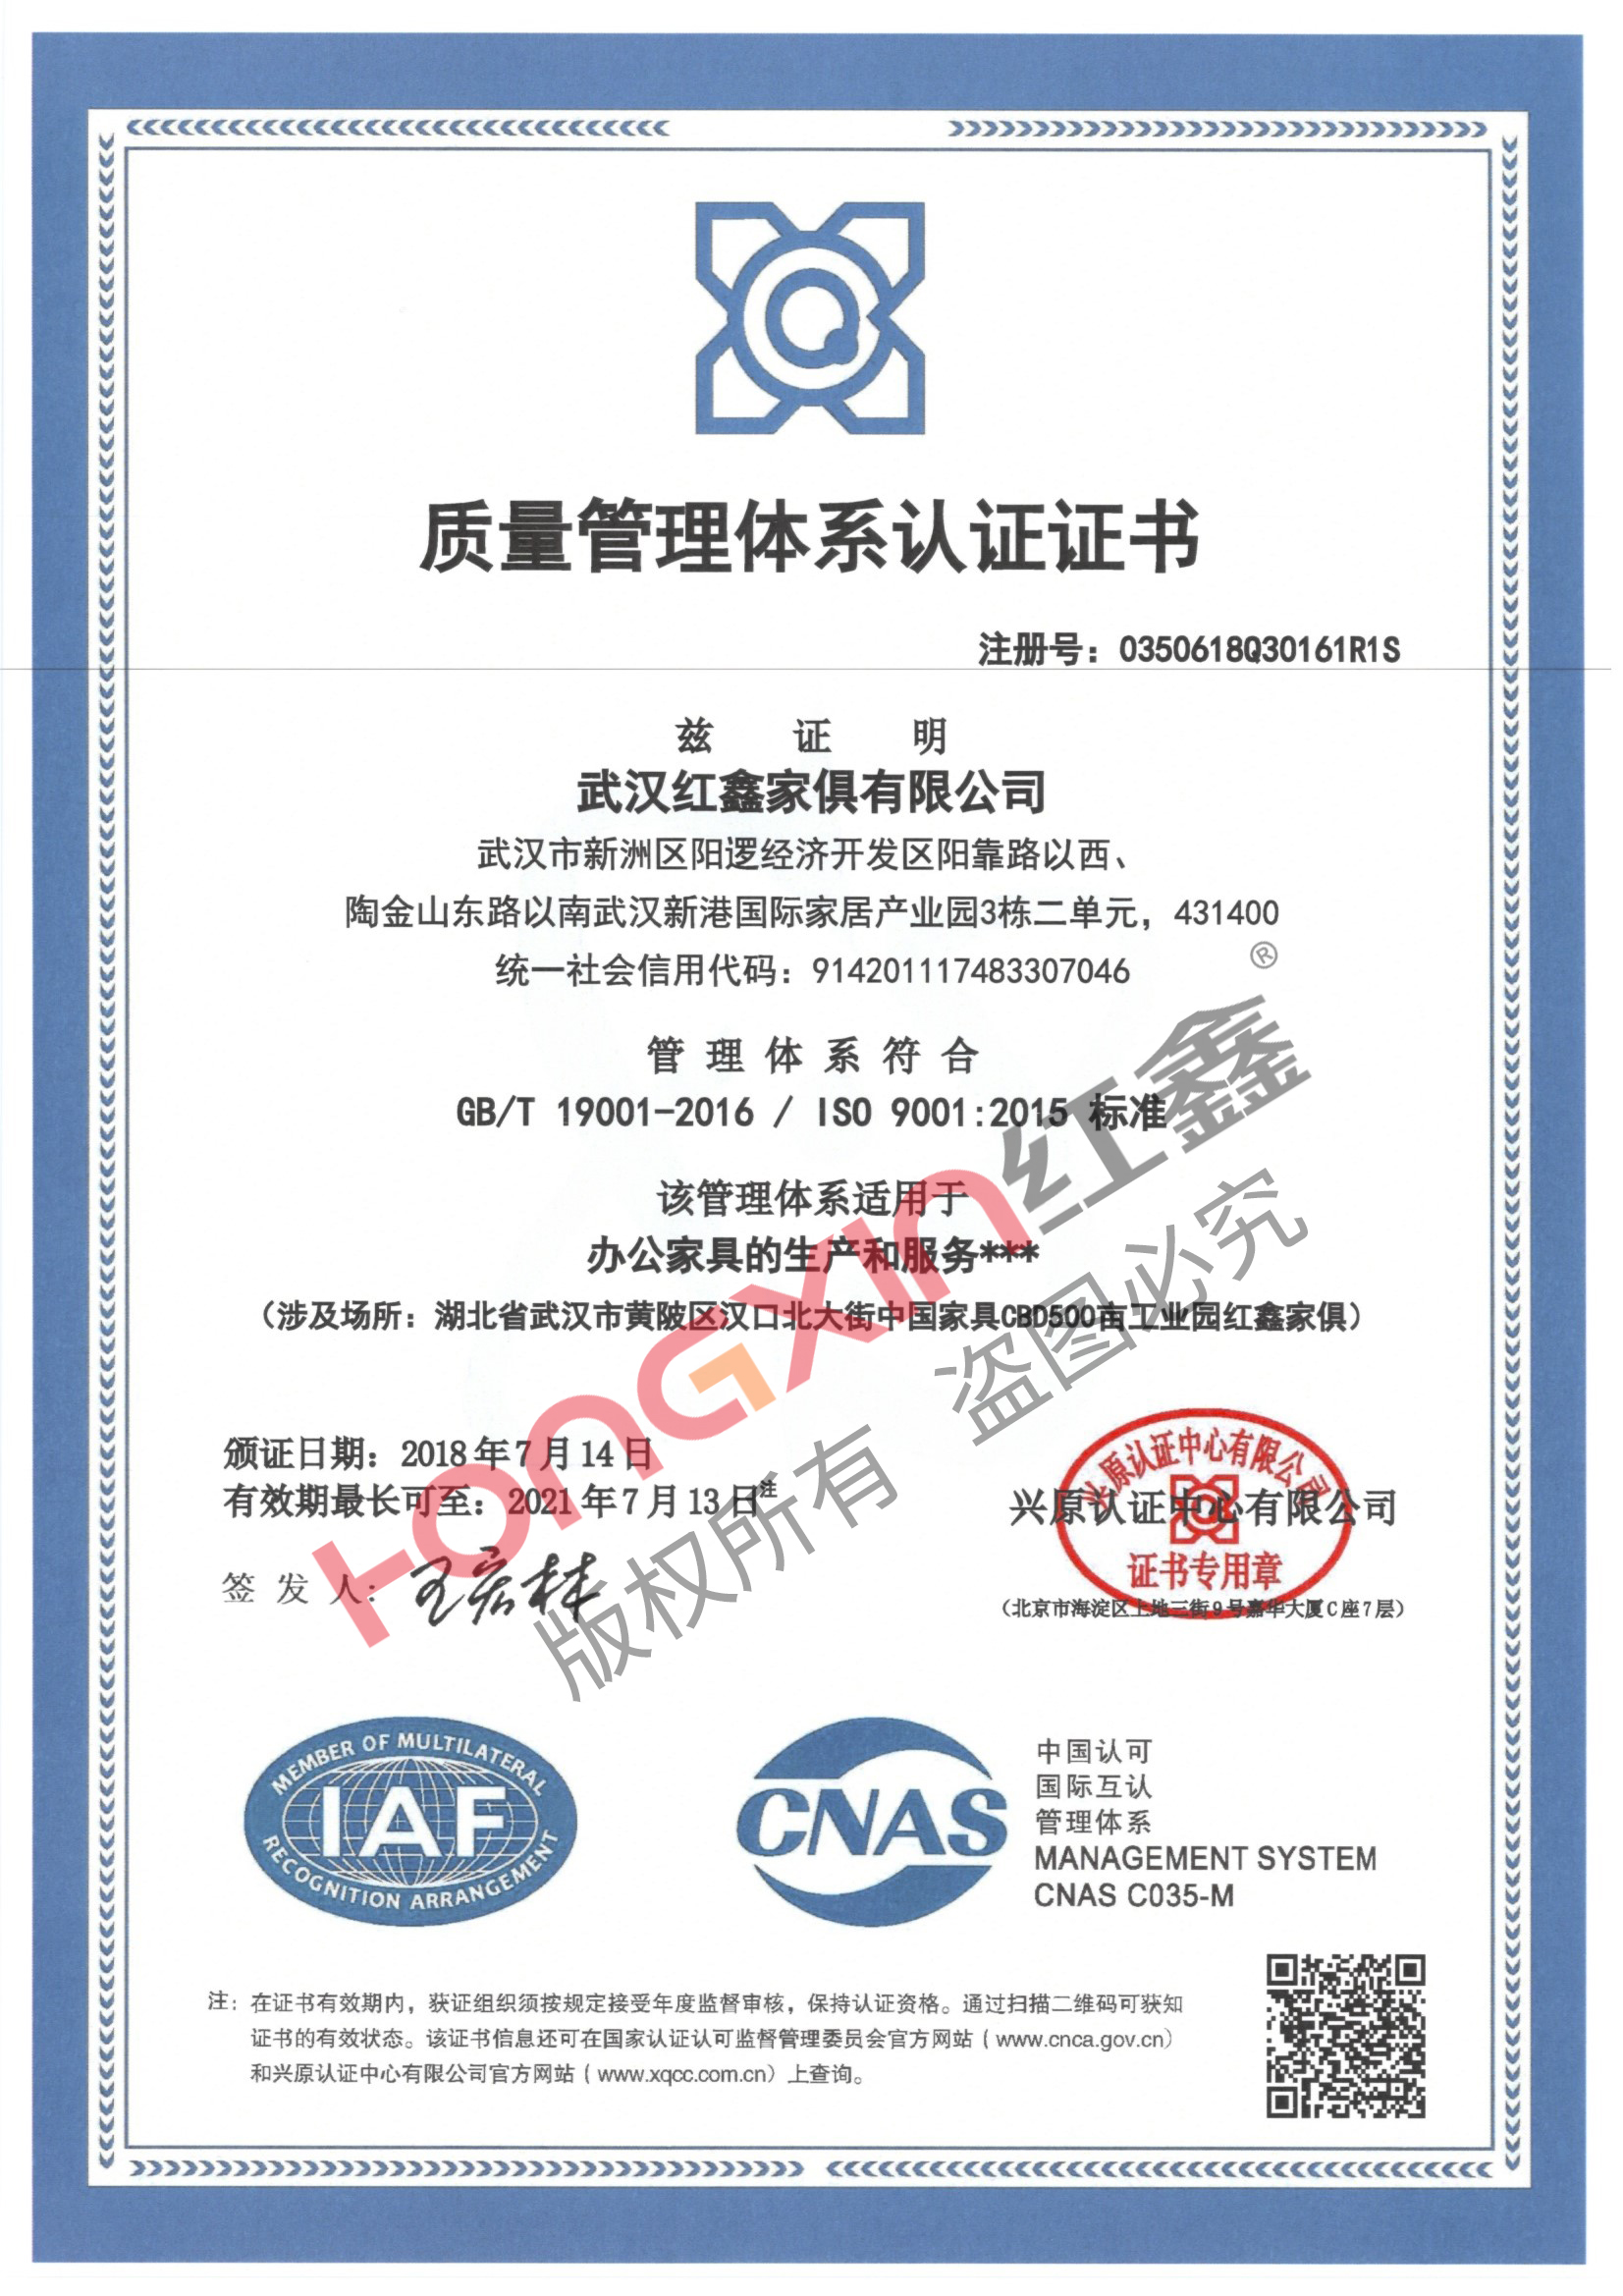 质量管理体系认证证书
注册号：0350618Q30161R1S
兹 证 明
武汉红鑫家俱有限公司
武汉市新洲区阳逻经济开发区阳靠路以西、
陶金山东路以南武汉新港国际家居产业园3栋二单元，431400
统一社会信用代码：914201117483307046
管 理 体 系 符 合
GB/T 19001-2016 / ISO 9001:2015 标准
该管理体系适用于
办公家具的生产和服务***
（涉及场所：湖北省武汉市黄陂区汉口北大街中国家具CBD500亩工业园红鑫家俱）
HONGXIN红鑫®
版权所有 盗图必究
颁证日期：2018年7月14日
有效期最长可至：2021年7月13日注
签 发 人：王宏林
兴原认证中心有限公司
证书专用章
兴原认证中心有限公司
（北京市海淀区上地三街9号嘉华大厦C座7层）
MEMBER OF MULTILATERAL
IAF
RECOGNITION ARRANGEMENT
CNAS
中国认可
国际互认
管理体系
MANAGEMENT SYSTEM
CNAS C035-M
注：在证书有效期内，获证组织须按规定接受年度监督审核，保持认证资格。通过扫描二维码可获知
证书的有效状态。该证书信息还可在国家认证认可监督管理委员会官方网站（www.cnca.gov.cn）
和兴原认证中心有限公司官方网站（www.xqcc.com.cn）上查询。